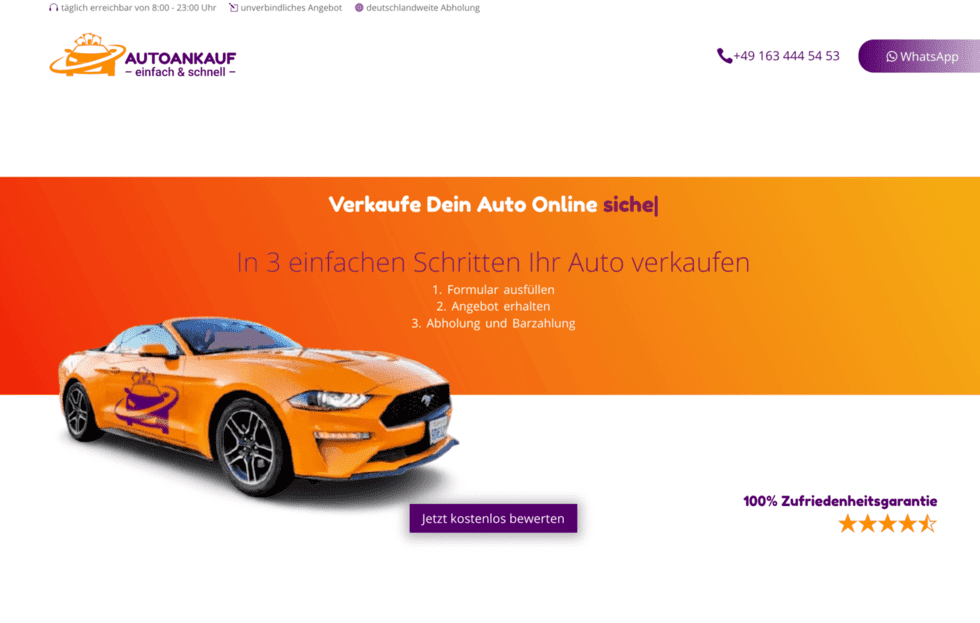 täglich erreichbar von 8:00 - 23:00 Uhr unverbindliches Angebot deutschlandweite Abholung
AUTOANKAUF
– einfach & schnell –
+49 163 444 54 53
WhatsApp
Verkaufe Dein Auto Online siche|
In 3 einfachen Schritten Ihr Auto verkaufen
1. Formular ausfüllen
2. Angebot erhalten
3. Abholung und Barzahlung
Jetzt kostenlos bewerten
100% Zufriedenheitsgarantie